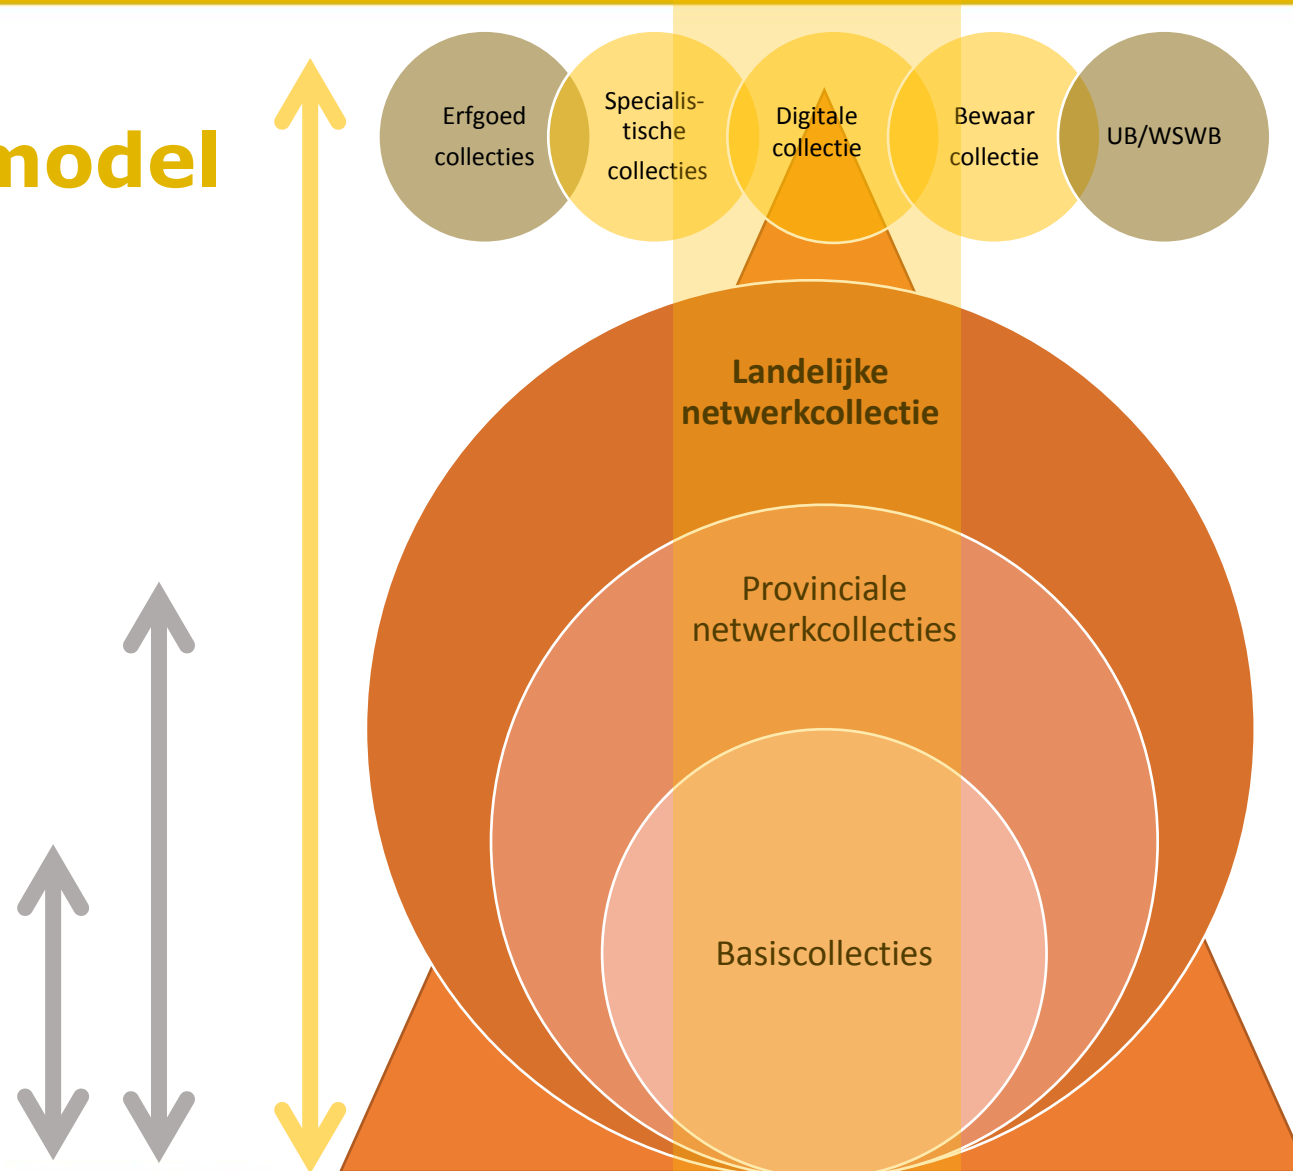 model
Erfgoed
collecties
Specialis-
tische
collecties
Digitale
collectie
Bewaar
collectie
UB/WSWB
Landelijke
netwerkcollectie
Provinciale
netwerkcollecties
Basiscollecties